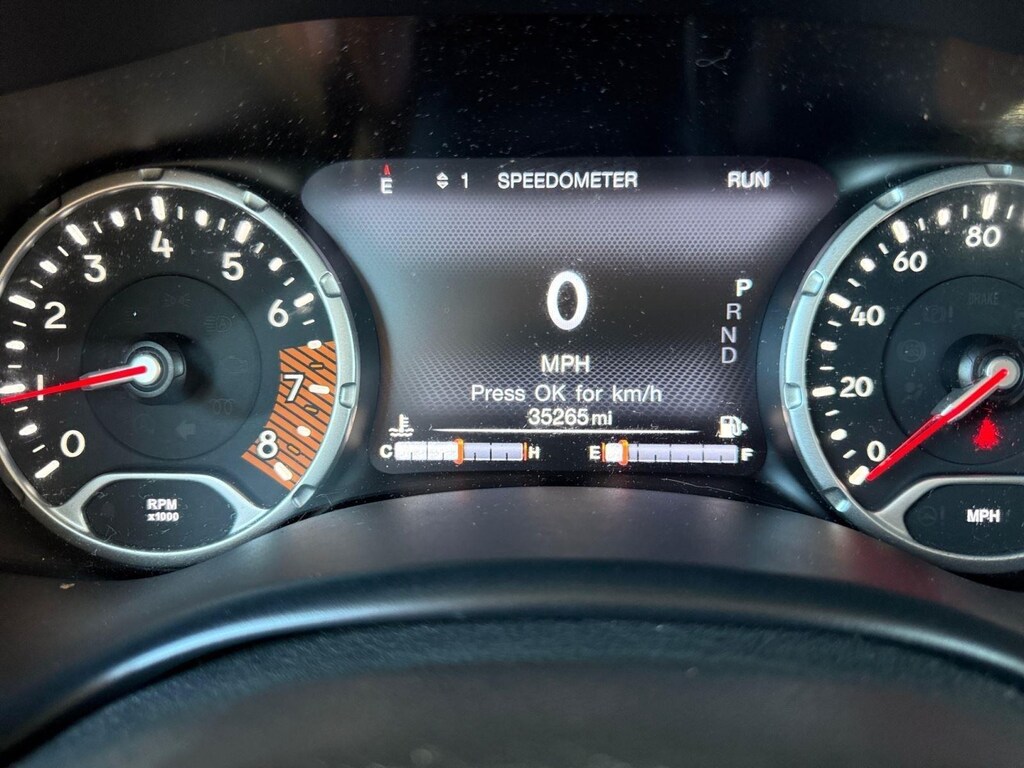 E 1 SPEEDOMETER RUN
0
MPH
Press OK for km/h
35265 mi
C H E F
P
R
N
D
0 1 2 3 4 5 6 7 8
RPM
x1000
0 20 40 60 80
MPH
BRAKE